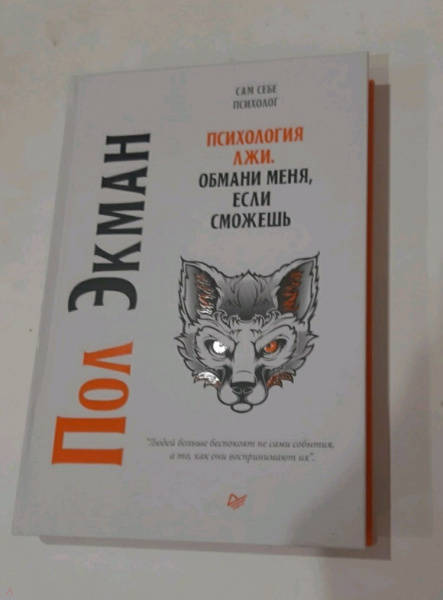 САМ СЕБЕ
ПСИХОЛОГ
Пол Экман
ПСИХОЛОГИЯ
ЛЖИ.
ОБМАНИ МЕНЯ,
ЕСЛИ
СМОЖЕШЬ
"Людей больше беспокоят не сами события,
а то, как они воспринимают их".